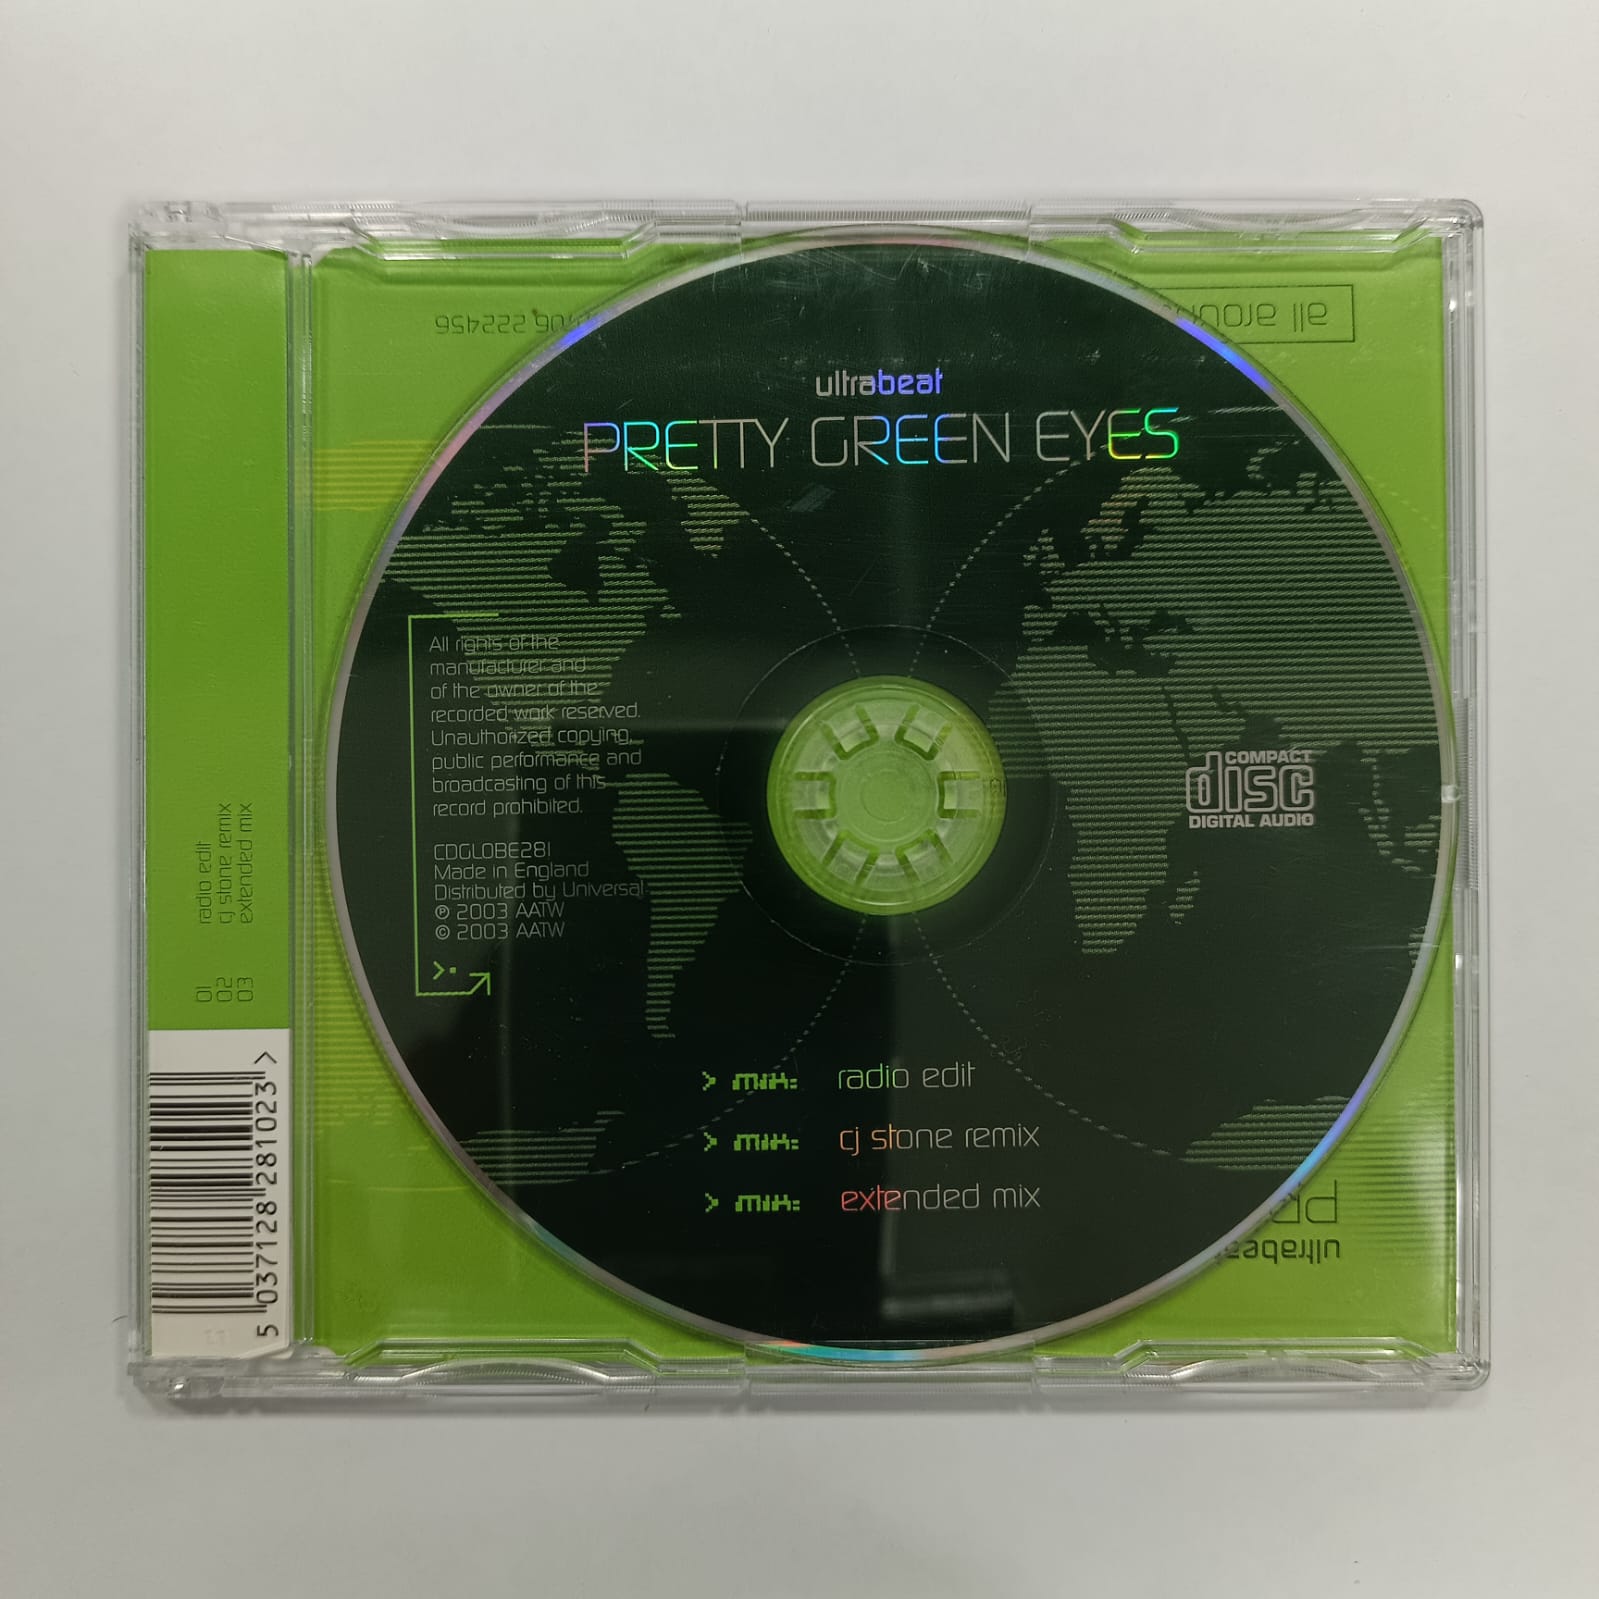 ultrabeat
PRETTY GREEN EYES
All rights of the
manufacturer and
of the owner of the
recorded work reserved.
Unauthorized copying,
public performance and
broadcasting of this
record prohibited.
CDGLOBE281
Made in England
Distributed by Universal
℗ 2003 AATW
© 2003 AATW
COMPACT
disc
DIGITAL AUDIO
> mix: radio edit
> mix: cj stone remix
> mix: extended mix
01 radio edit
02 cj stone remix
03 extended mix
5 037128 281023 >
all
706 222456
ultrabeat